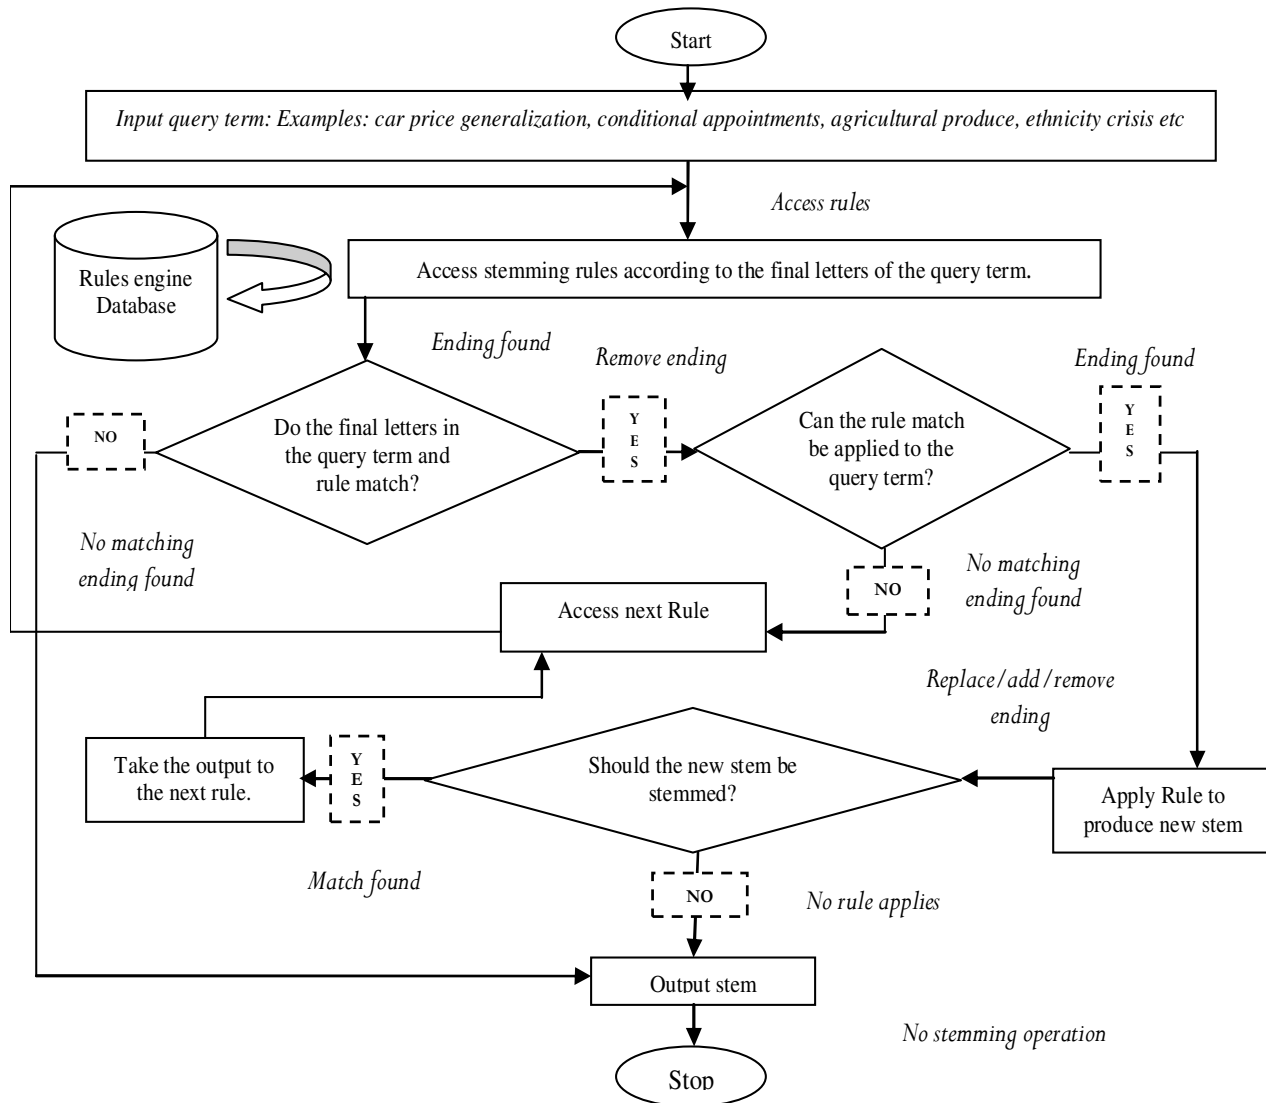 Start
Input query term: Examples: car price generalization, conditional appointments, agricultural produce, ethnicity crisis etc
Access rules
Rules engine
Database
Access stemming rules according to the final letters of the query term.
Ending found
Remove ending
Ending found
NO
Do the final letters in
the query term and
rule match?
Y
E
S
Can the rule match
be applied to the
query term?
Y
E
S
No matching
ending found
NO
No matching
ending found
Access next Rule
Replace/add/remove
ending
Take the output to
the next rule.
Y
E
S
Should the new stem be
stemmed?
Apply Rule to
produce new stem
Match found
NO
No rule applies
Output stem
No stemming operation
Stop